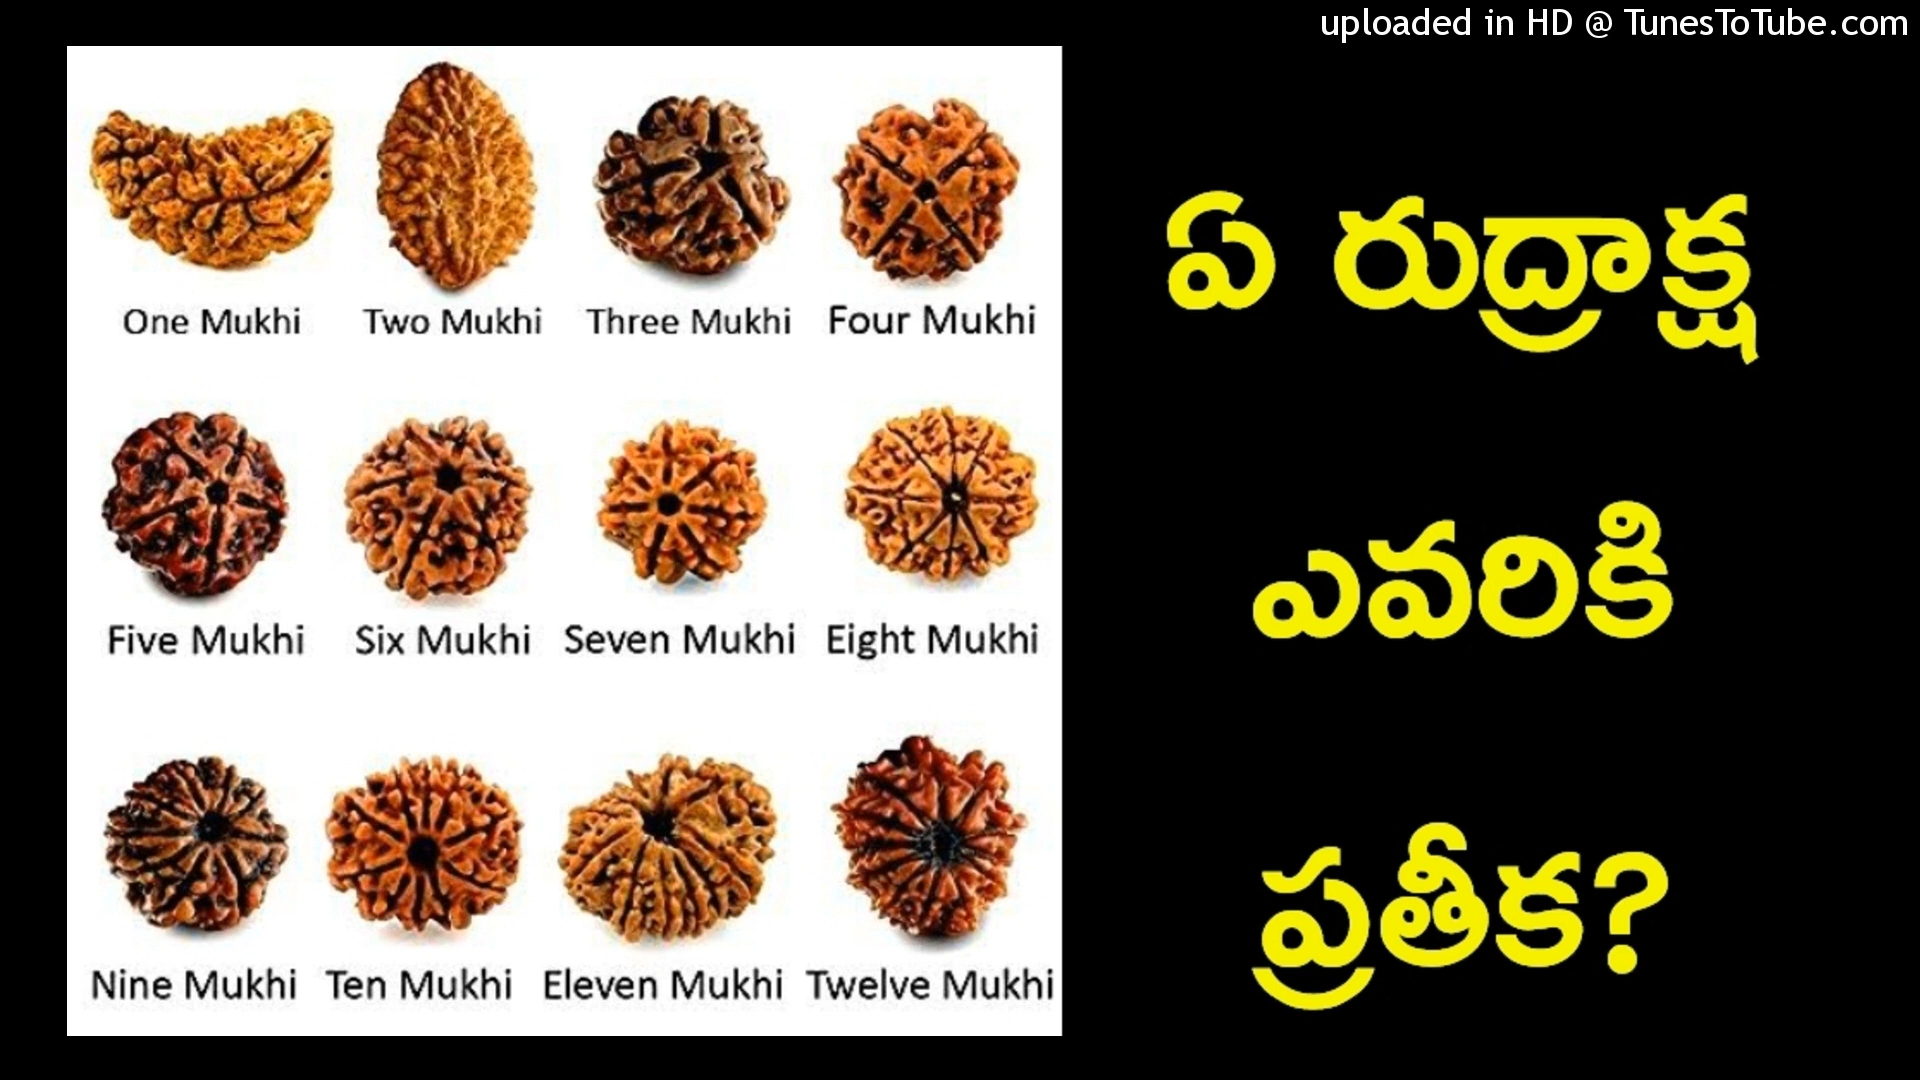 uploaded in HD @ TunesToTube.com
One Mukhi Two Mukhi Three Mukhi Four Mukhi
Five Mukhi Six Mukhi Seven Mukhi Eight Mukhi
Nine Mukhi Ten Mukhi Eleven Mukhi Twelve Mukhi
ఏ రుద్రాక్ష
ఎవరికి
ప్రతీక?